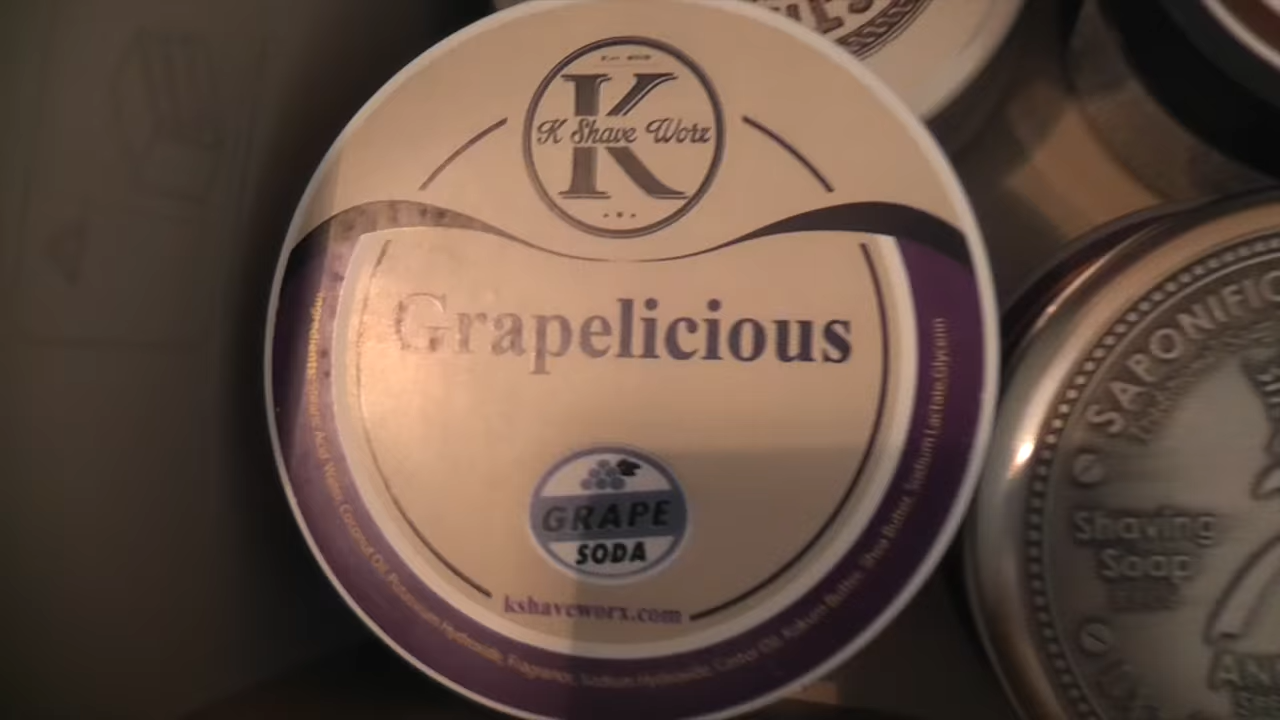 K Shave Worx
Grapelicious
GRAPE
SODA
kshaveworx.com
Ingredients: Stearic Acid, Water, Coconut Oil, Potassium Hydroxide, Fragrance, Sodium Hydroxide, Castor Oil, Kokum Butter, Shea Butter, Sodium Lactate, Glycerin
SAPONIFIC
Shaving
Soap